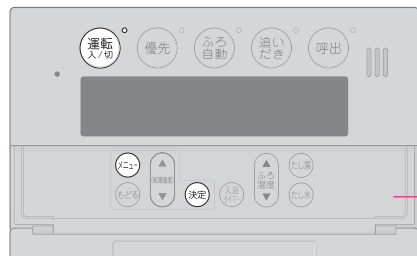 運転
入/切
優先
ふろ
自動
追い
だき
呼出
メニュー
もどる
決定
入浴
タイマー
ふろ
温度
たし湯
たし水